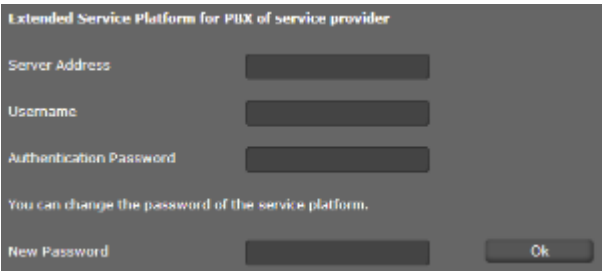 Extended Service Platform for PBX of service provider
Server Address
Username
Authentication Password
You can change the password of the service platform.
New Password Ok